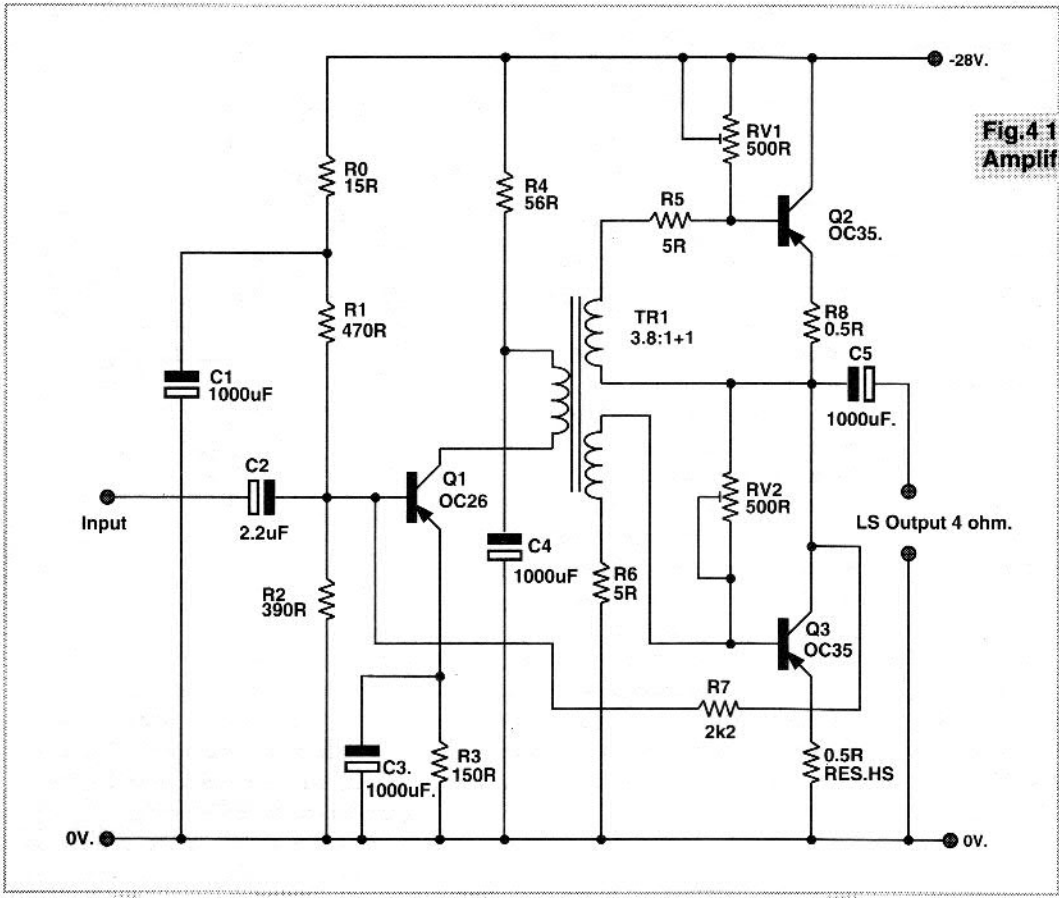 -28V.
Fig.4 1
Amplif
R0
15R
R4
56R
RV1
500R
R5
5R
Q2
OC35.
R1
470R
TR1
3.8:1+1
R8
0.5R
C5
1000uF.
C1
1000uF
C2
2.2uF
Input
Q1
OC26
RV2
500R
LS Output 4 ohm.
C4
1000uF
R6
5R
R2
390R
Q3
OC35
R7
2k2
C3.
1000uF.
R3
150R
0.5R
RES.HS
0V.
0V.